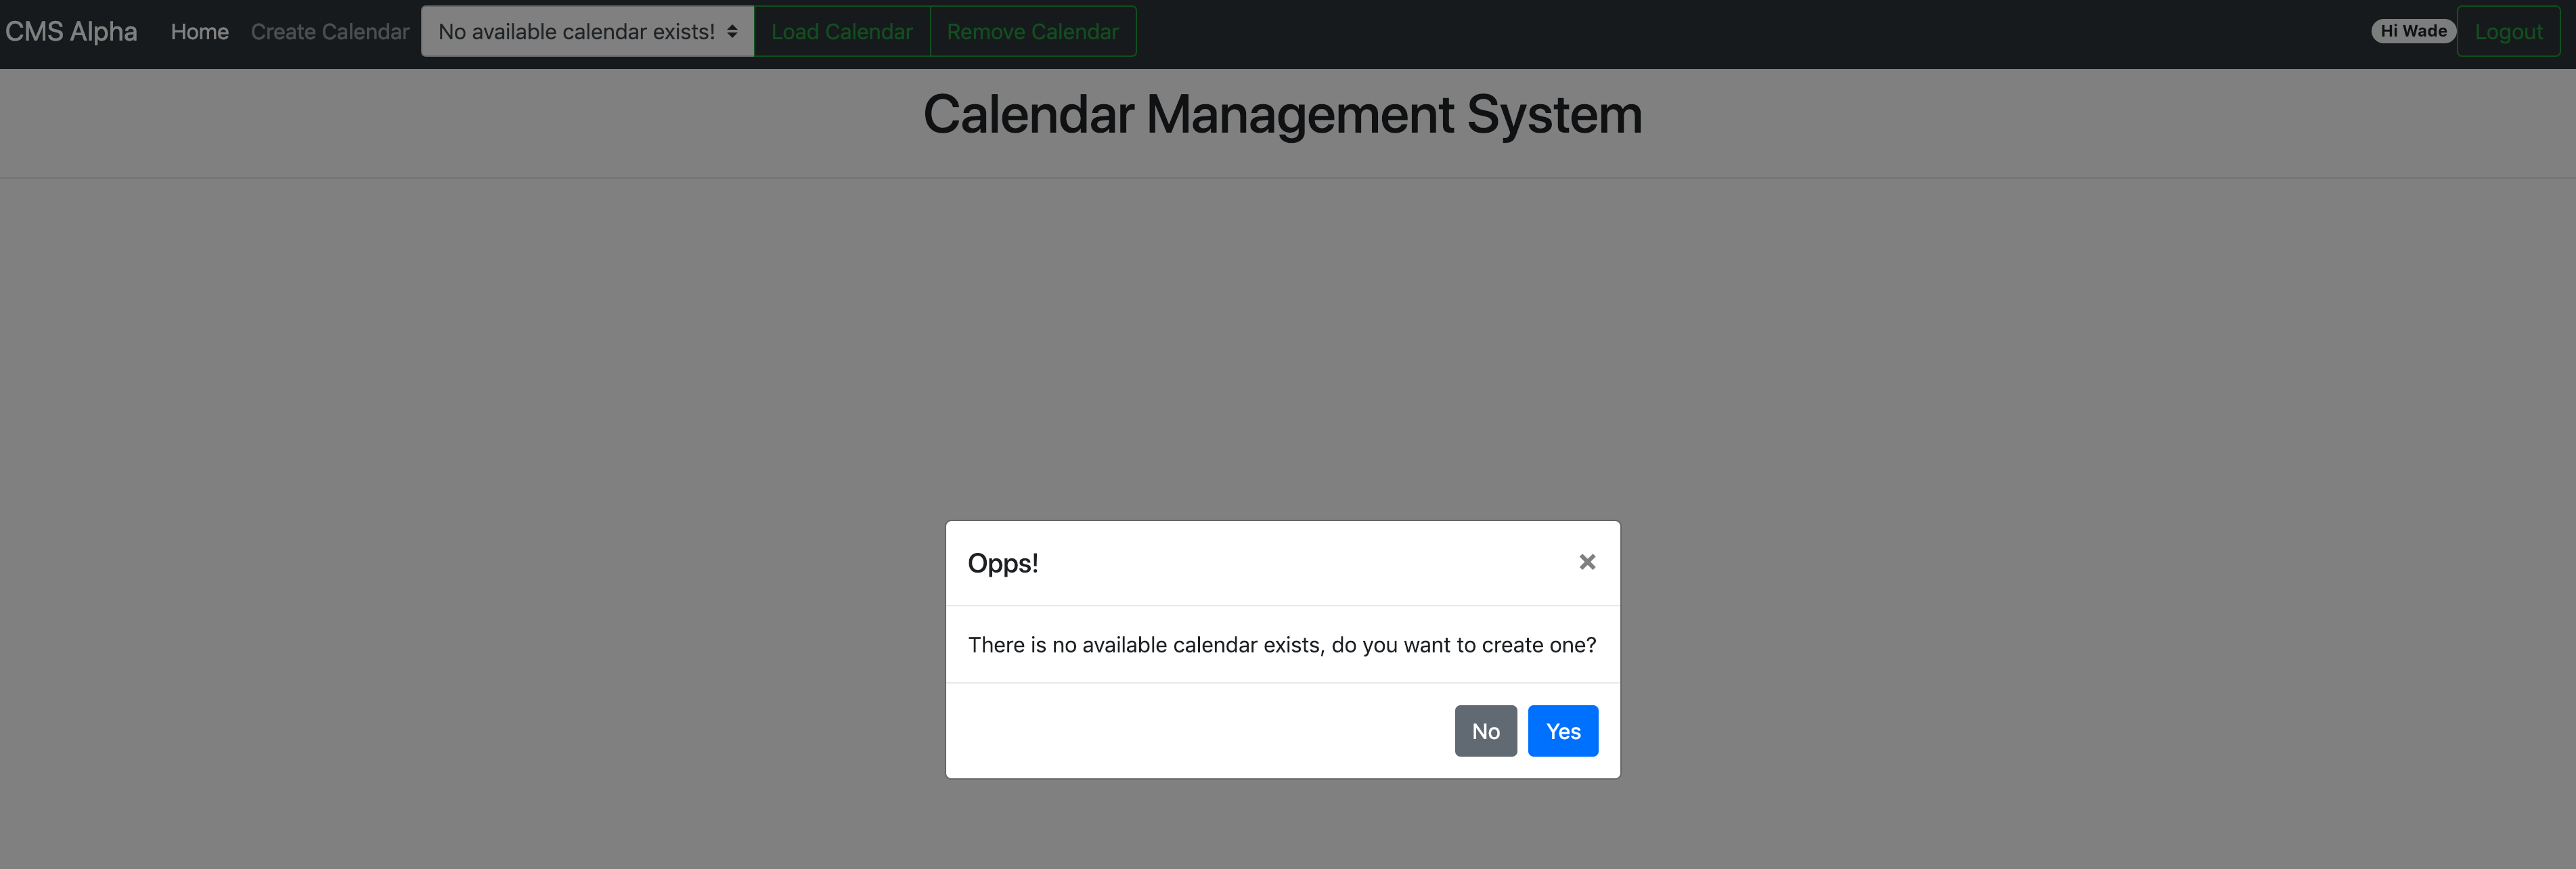 CMS Alpha Home Create Calendar No available calendar exists! Load Calendar Remove Calendar Hi Wade Logout
Calendar Management System
Opps! ×
There is no available calendar exists, do you want to create one?
No Yes